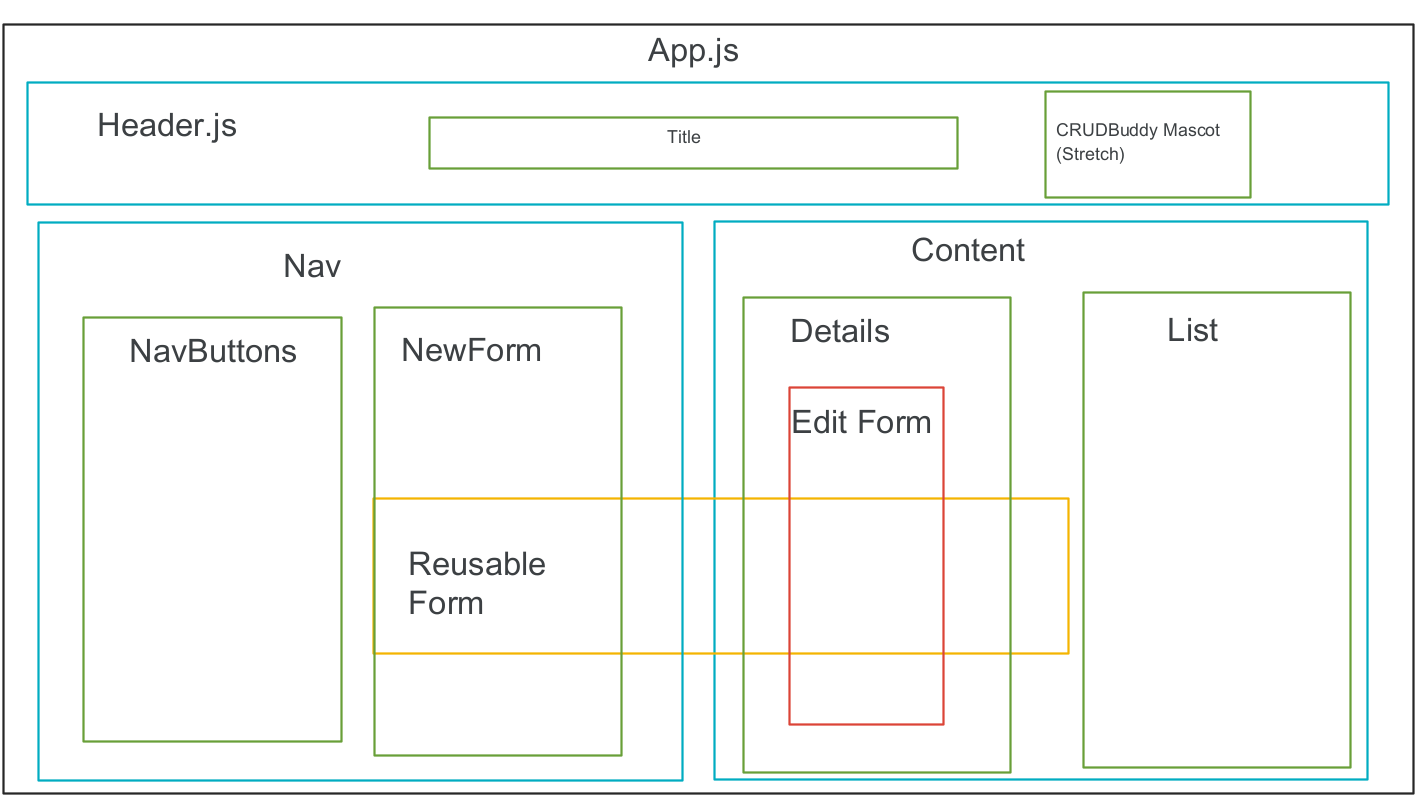 App.js
Header.js
Title
CRUDBuddy Mascot
(Stretch)
Nav
NavButtons
NewForm
Reusable
Form
Content
Details
Edit Form
List